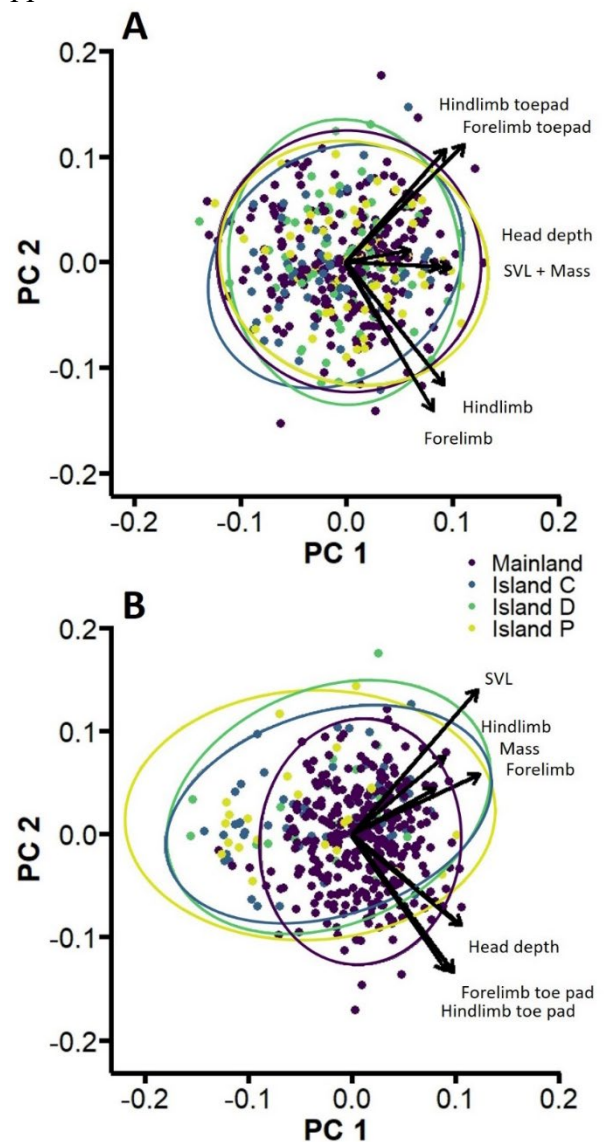 A
0.2
Hindlimb toepad
Forelimb toepad
0.1
Head depth
PC 2
0.0
SVL + Mass
-0.1
Hindlimb
Forelimb
-0.2
-0.2 -0.1 0.0 0.1 0.2
PC 1
Mainland
Island C
Island D
Island P
B
0.2
SVL
Hindlimb
0.1
Mass
Forelimb
PC 2
0.0
-0.1
Head depth
Forelimb toe pad
Hindlimb toe pad
-0.2
-0.2 -0.1 0.0 0.1 0.2
PC 1